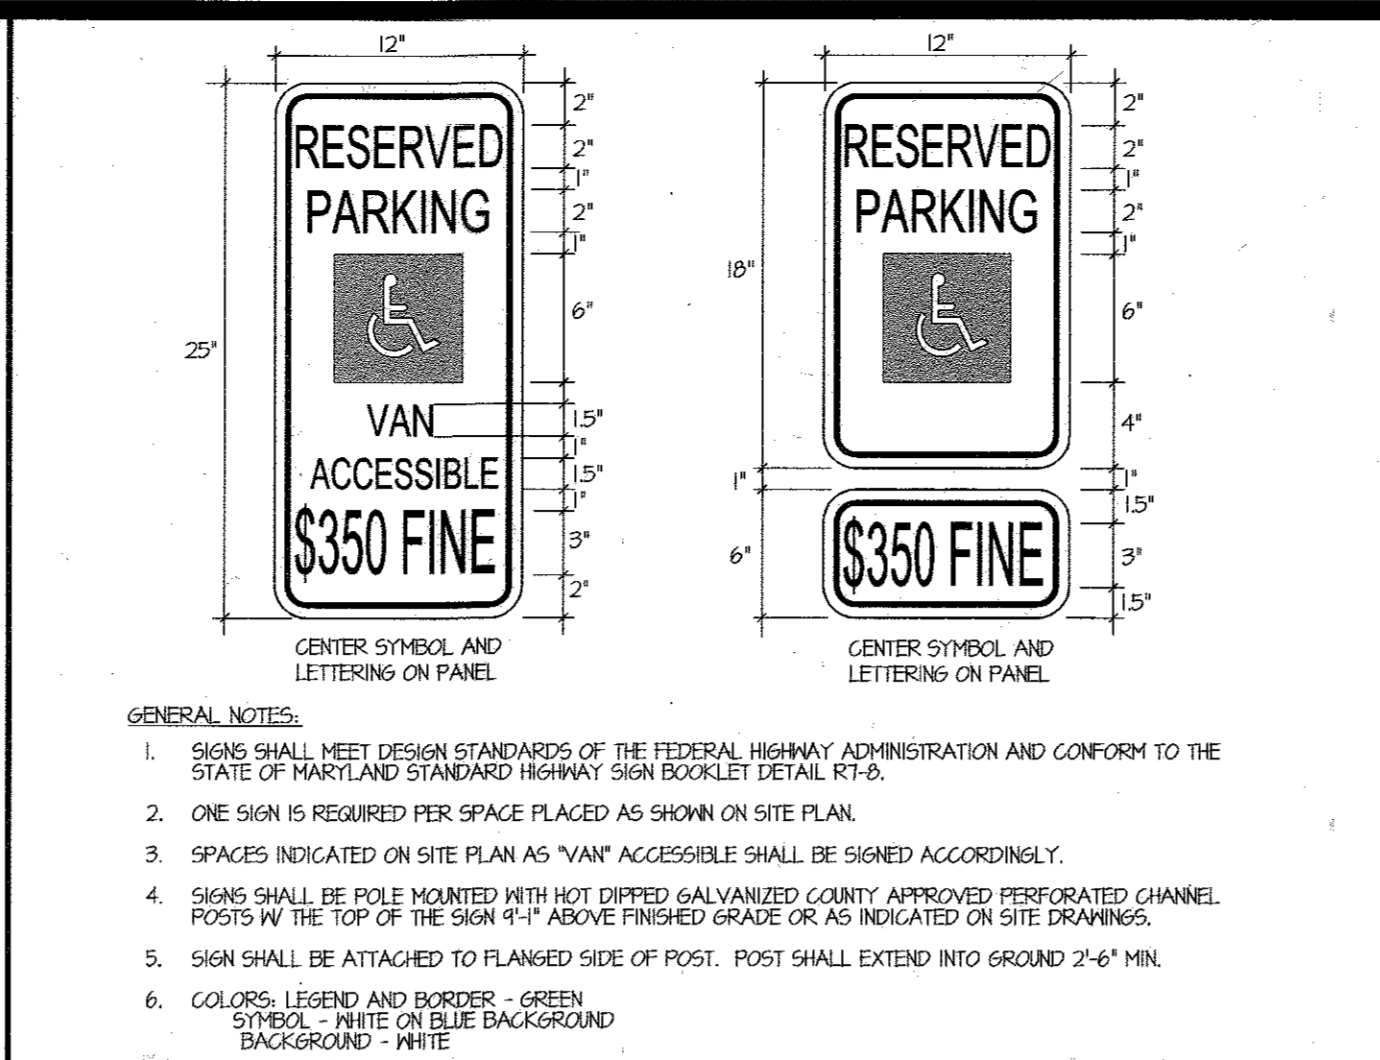 12"
12"
2"
2"
RESERVED
2"
RESERVED
2"
1"
1"
PARKING
2"
PARKING
2"
1"
1"
18"
6"
6"
25"
VAN
1.5"
4"
1"
ACCESSIBLE
1.5"
1"
1"
1"
1.5"
$350 FINE
3"
6"
$350 FINE
3"
2"
1.5"
CENTER SYMBOL AND
LETTERING ON PANEL
CENTER SYMBOL AND
LETTERING ON PANEL
GENERAL NOTES:
1. SIGNS SHALL MEET DESIGN STANDARDS OF THE FEDERAL HIGHWAY ADMINISTRATION AND CONFORM TO THE
STATE OF MARYLAND STANDARD HIGHWAY SIGN BOOKLET DETAIL R7-8.
2. ONE SIGN IS REQUIRED PER SPACE PLACED AS SHOWN ON SITE PLAN.
3. SPACES INDICATED ON SITE PLAN AS "VAN" ACCESSIBLE SHALL BE SIGNED ACCORDINGLY.
4. SIGNS SHALL BE POLE MOUNTED WITH HOT DIPPED GALVANIZED COUNTY APPROVED PERFORATED CHANNEL
POSTS W/ THE TOP OF THE SIGN 9'-1" ABOVE FINISHED GRADE OR AS INDICATED ON SITE DRAWINGS.
5. SIGN SHALL BE ATTACHED TO FLANGED SIDE OF POST. POST SHALL EXTEND INTO GROUND 2'-6" MIN.
6. COLORS: LEGEND AND BORDER - GREEN
SYMBOL - WHITE ON BLUE BACKGROUND
BACKGROUND - WHITE